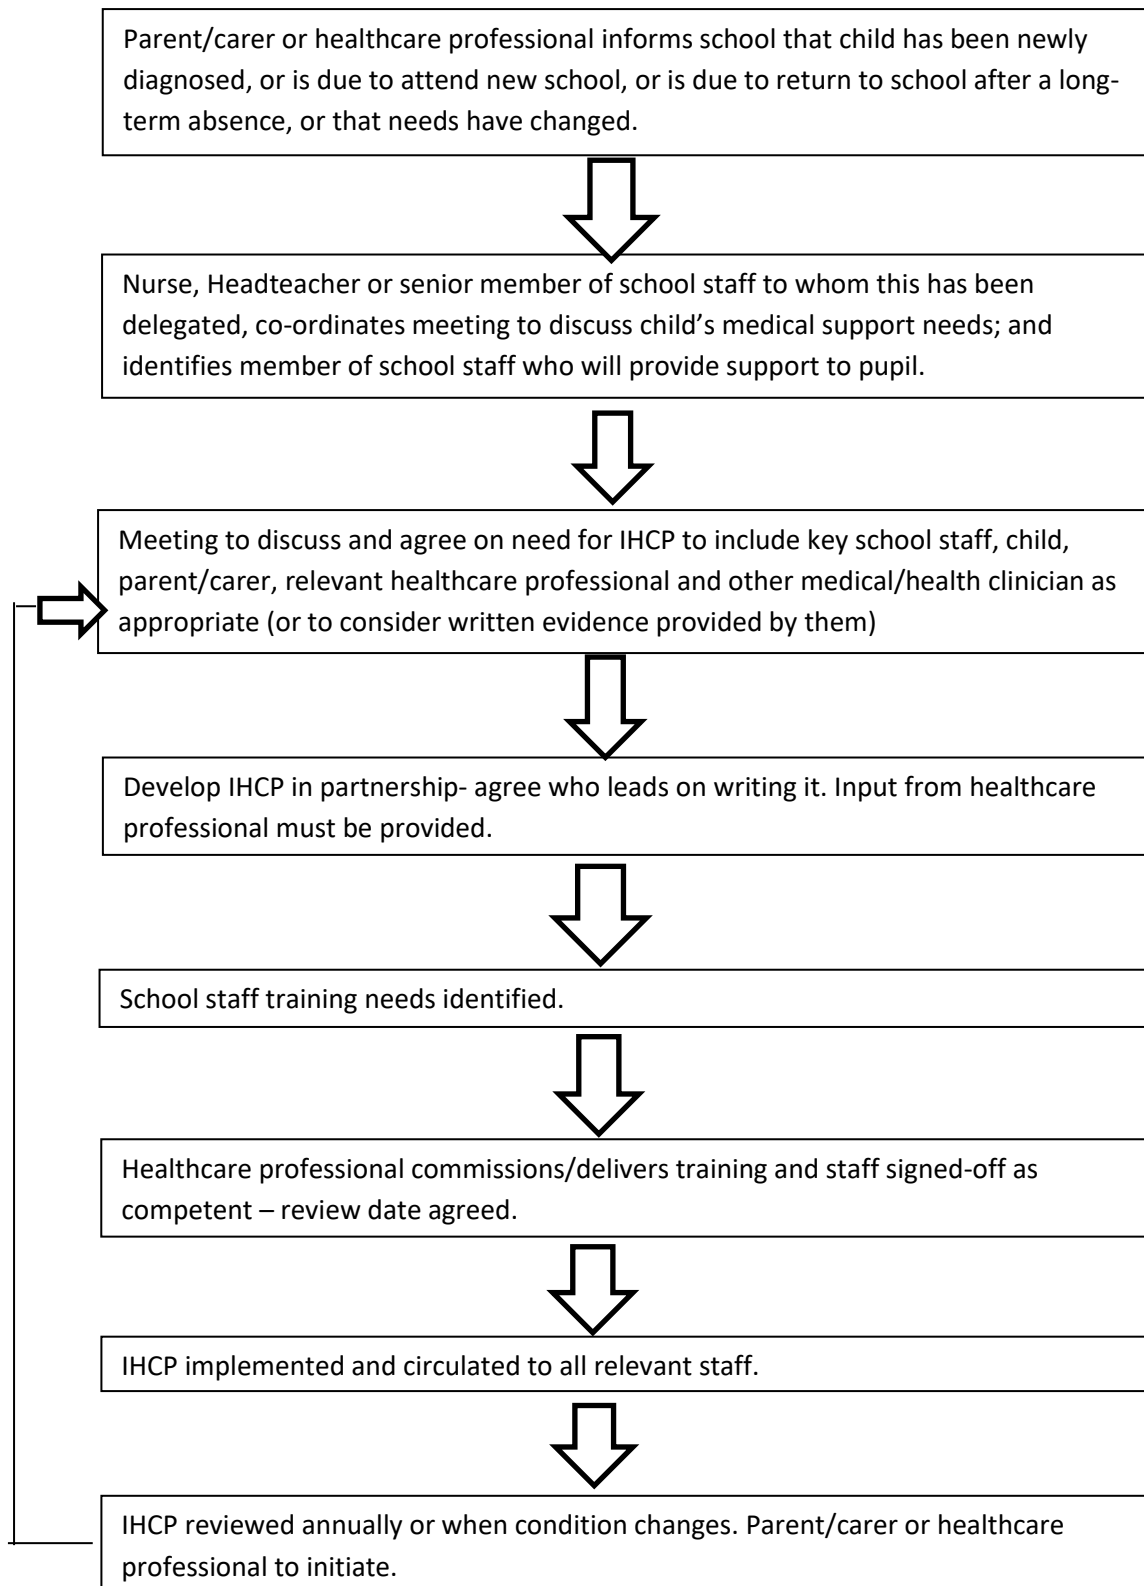 Parent/carer or healthcare professional informs school that child has been newly
diagnosed, or is due to attend new school, or is due to return to school after a long-
term absence, or that needs have changed.
Nurse, Headteacher or senior member of school staff to whom this has been
delegated, co-ordinates meeting to discuss child’s medical support needs; and
identifies member of school staff who will provide support to pupil.
Meeting to discuss and agree on need for IHCP to include key school staff, child,
parent/carer, relevant healthcare professional and other medical/health clinician as
appropriate (or to consider written evidence provided by them)
Develop IHCP in partnership- agree who leads on writing it. Input from healthcare
professional must be provided.
School staff training needs identified.
Healthcare professional commissions/delivers training and staff signed-off as
competent – review date agreed.
IHCP implemented and circulated to all relevant staff.
IHCP reviewed annually or when condition changes. Parent/carer or healthcare
professional to initiate.